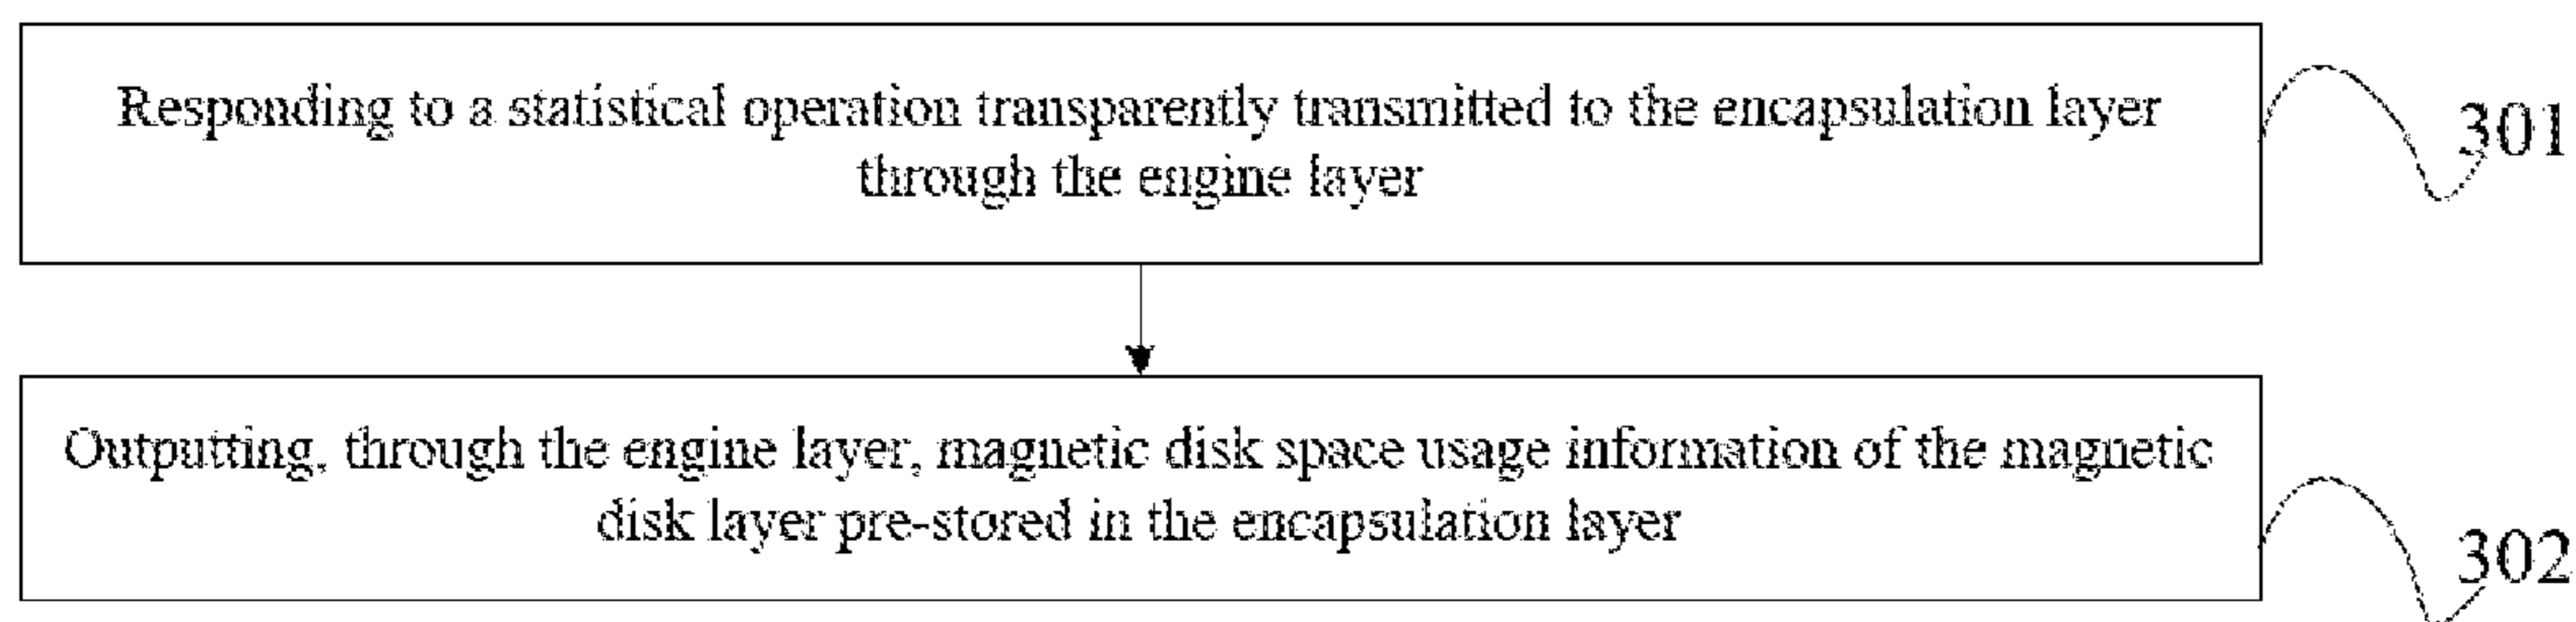 Responding to a statistical operation transparently transmitted to the encapsulation layer
through the engine layer
301
Outputting, through the engine layer, magnetic disk space usage information of the magnetic
disk layer pre-stored in the encapsulation layer
302